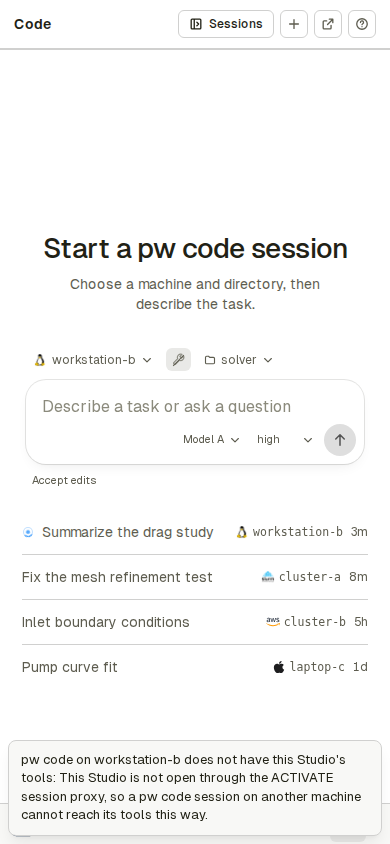 Code
Sessions
Start a pw code session
Choose a machine and directory, then
describe the task.
workstation-b
solver
Describe a task or ask a question
Model A
high
Accept edits
Summarize the drag study workstation-b 3m
Fix the mesh refinement test cluster-a 8m
Inlet boundary conditions aws cluster-b 5h
Pump curve fit laptop-c 1d
pw code on workstation-b does not have this Studio's
tools: This Studio is not open through the ACTIVATE
session proxy, so a pw code session on another machine
cannot reach its tools this way.